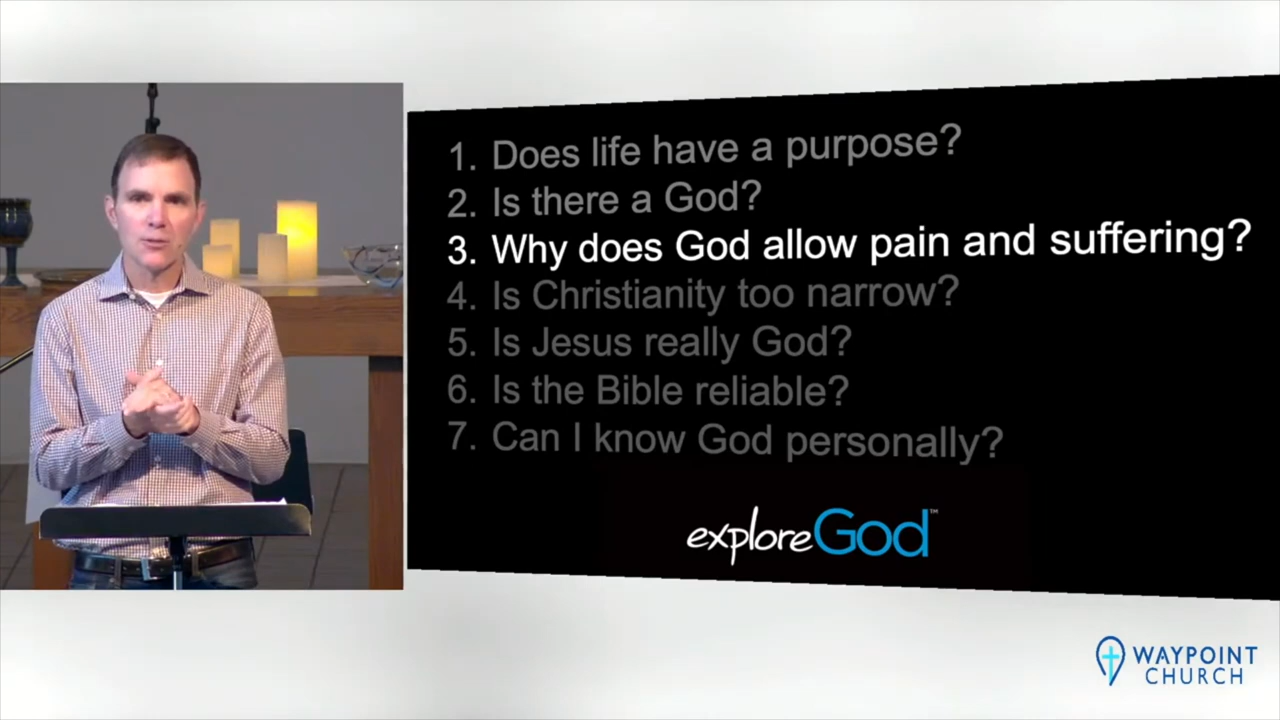 1. Does life have a purpose?
2. Is there a God?
3. Why does God allow pain and suffering?
4. Is Christianity too narrow?
5. Is Jesus really God?
6. Is the Bible reliable?
7. Can I know God personally?
exploreGod™
WAYPOINT
CHURCH